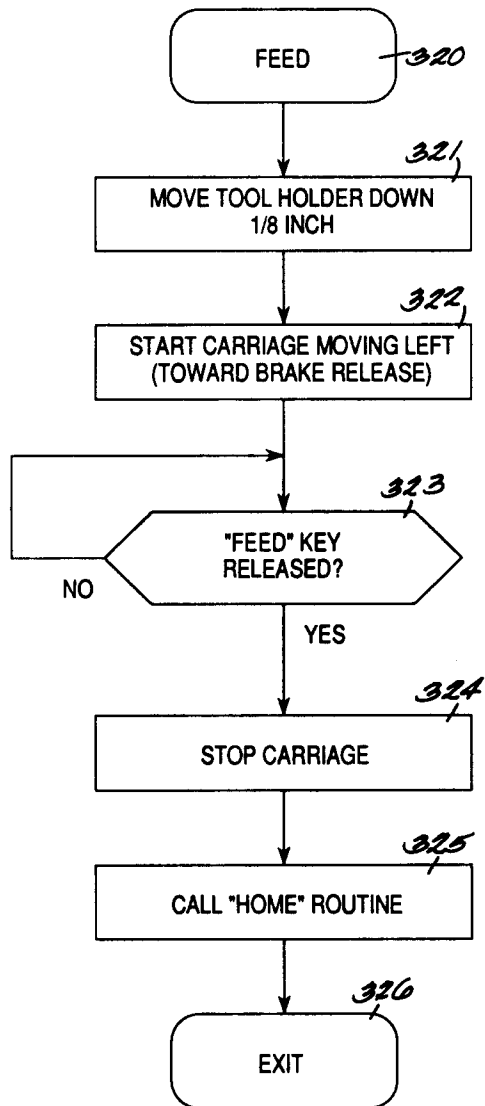 FEED
320
321
MOVE TOOL HOLDER DOWN
1/8 INCH
322
START CARRIAGE MOVING LEFT
(TOWARD BRAKE RELEASE)
323
"FEED" KEY
RELEASED?
NO
YES
324
STOP CARRIAGE
325
CALL "HOME" ROUTINE
326
EXIT